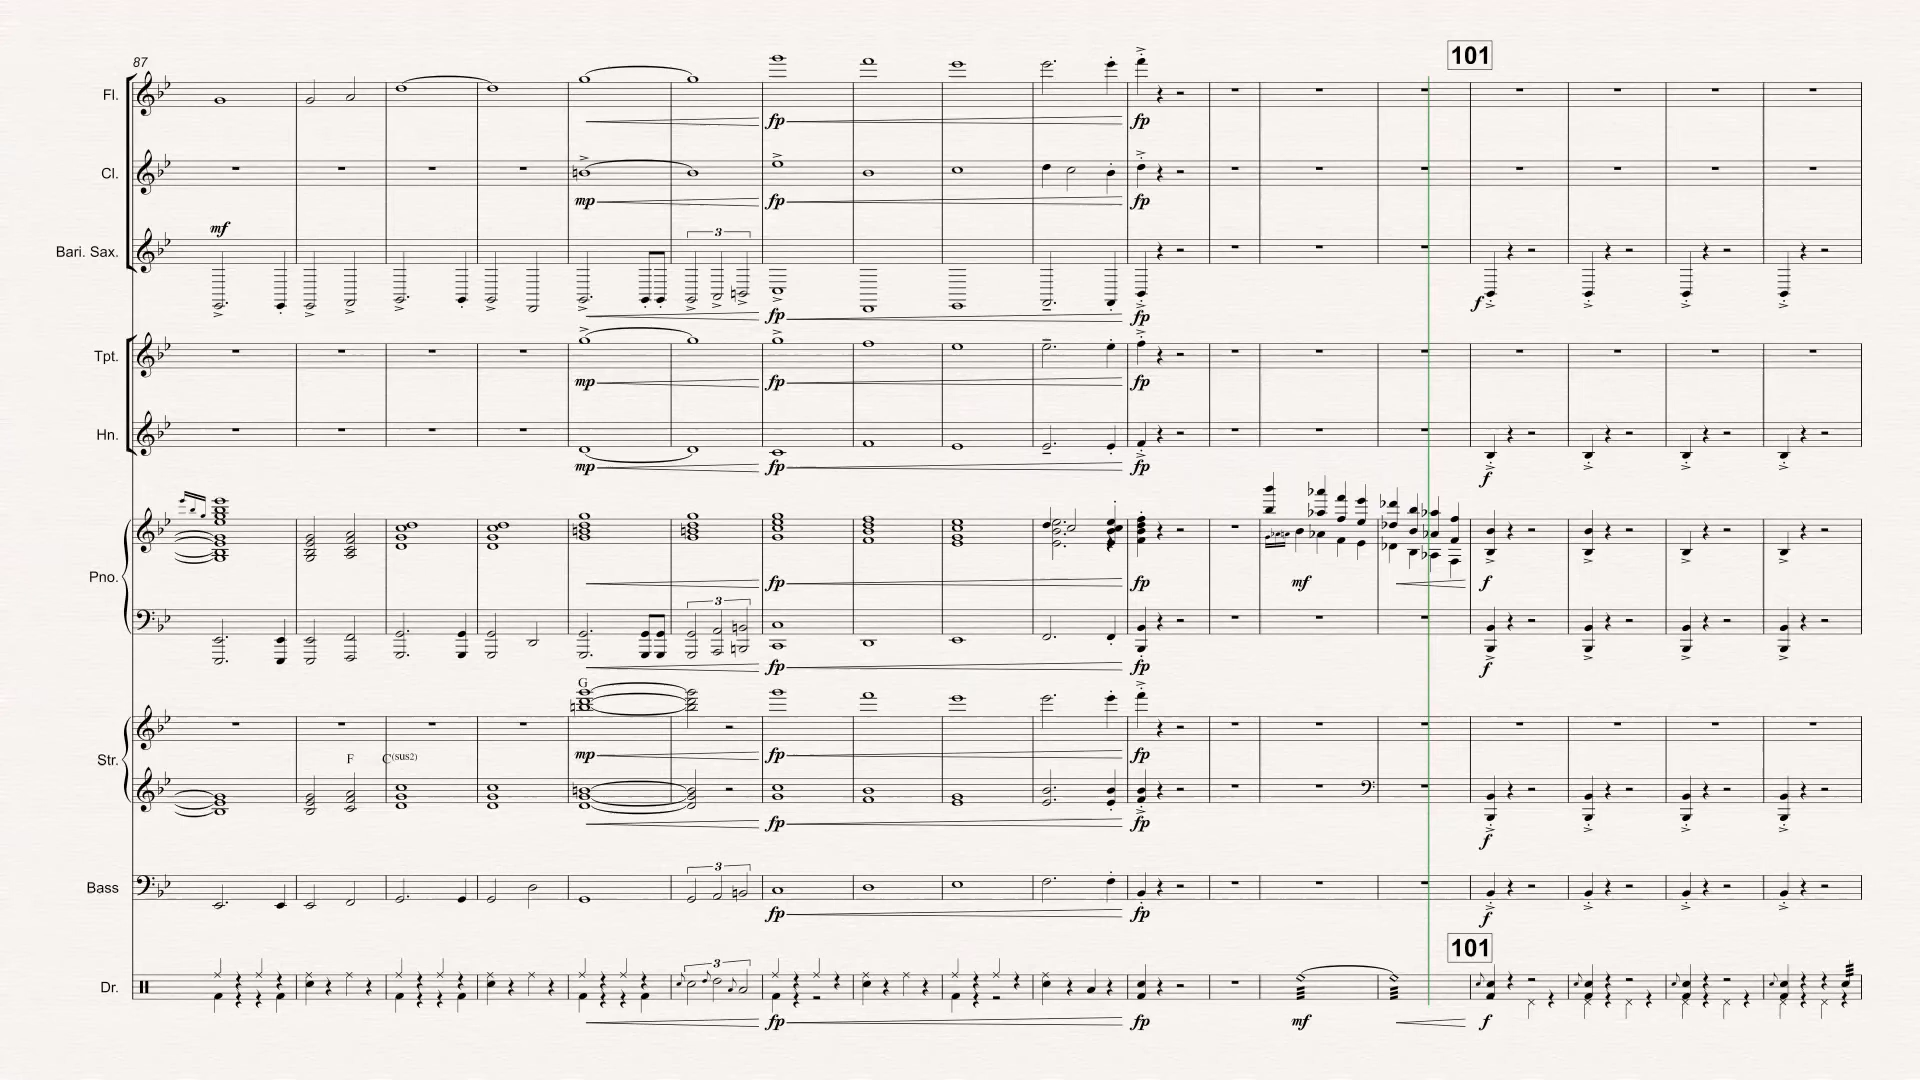 101
87
Fl.
fp fp
Cl.
mp fp fp
mf
3
Bari. Sax.
f
fp fp
Tpt.
mp fp fp
Hn.
mp fp fp
f
Pno.
fp fp mf f
3
fp f
G
mp fp fp
Str.
F C(sus2)
fp fp
f
3
Bass
fp fp f
101
3
Dr.
fp fp mf f